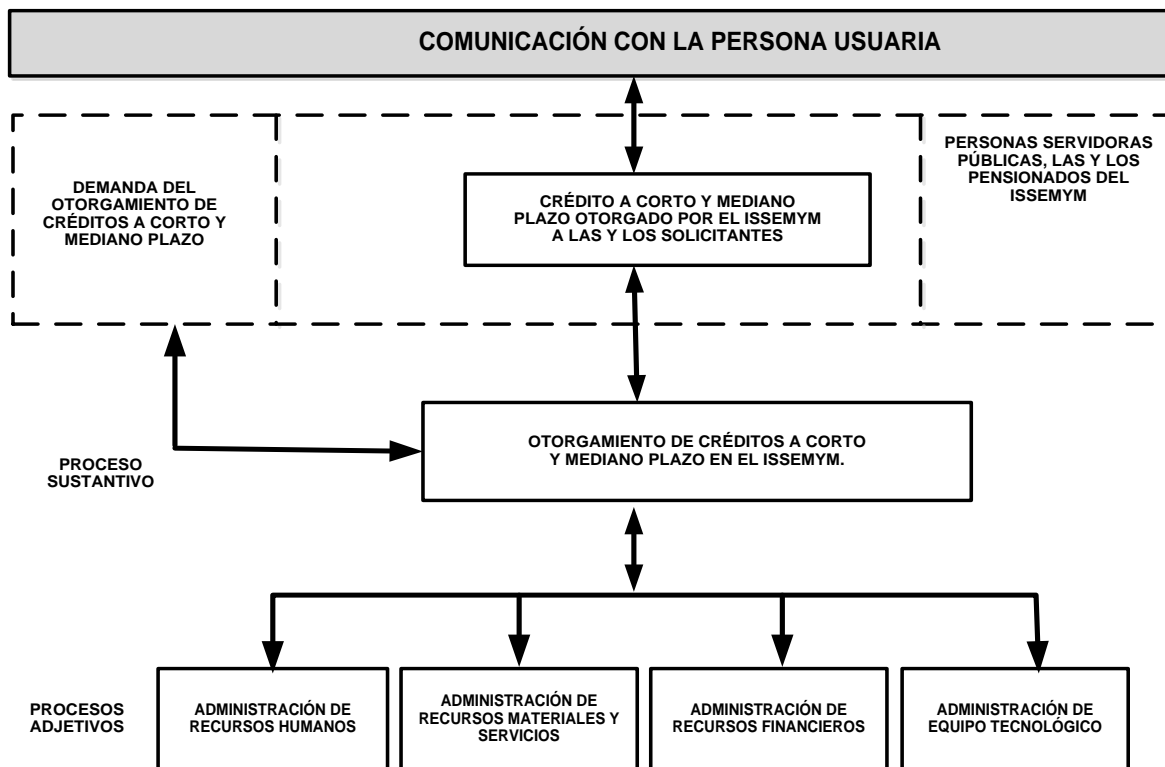 COMUNICACIÓN CON LA PERSONA USUARIA
DEMANDA DEL
OTORGAMIENTO DE
CRÉDITOS A CORTO Y
MEDIANO PLAZO
CRÉDITO A CORTO Y MEDIANO
PLAZO OTORGADO POR EL ISSEMYM
A LAS Y LOS SOLICITANTES
PERSONAS SERVIDORAS
PÚBLICAS, LAS Y LOS
PENSIONADOS DEL
ISSEMYM
PROCESO
SUSTANTIVO
OTORGAMIENTO DE CRÉDITOS A CORTO
Y MEDIANO PLAZO EN EL ISSEMYM.
PROCESOS
ADJETIVOS
ADMINISTRACIÓN DE
RECURSOS HUMANOS
ADMINISTRACIÓN DE
RECURSOS MATERIALES Y
SERVICIOS
ADMINISTRACIÓN DE
RECURSOS FINANCIEROS
ADMINISTRACIÓN DE
EQUIPO TECNOLÓGICO